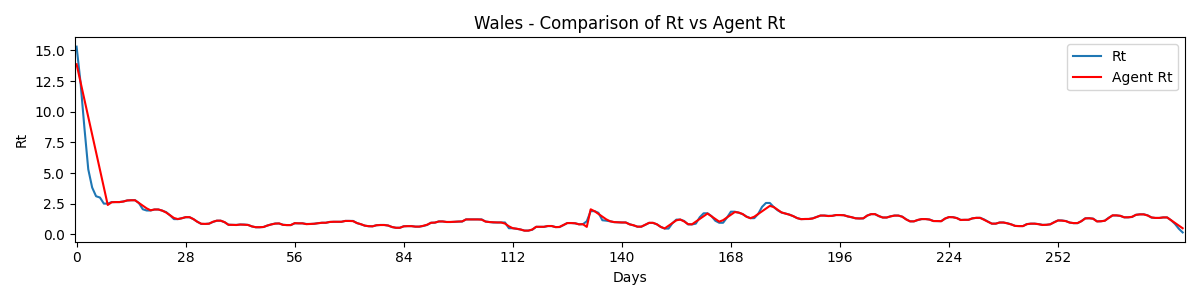 Wales - Comparison of Rt vs Agent Rt
15.0
12.5
10.0
7.5
5.0
2.5
0.0
Rt
Rt
Agent Rt
0 28 56 84 112 140 168 196 224 252
Days